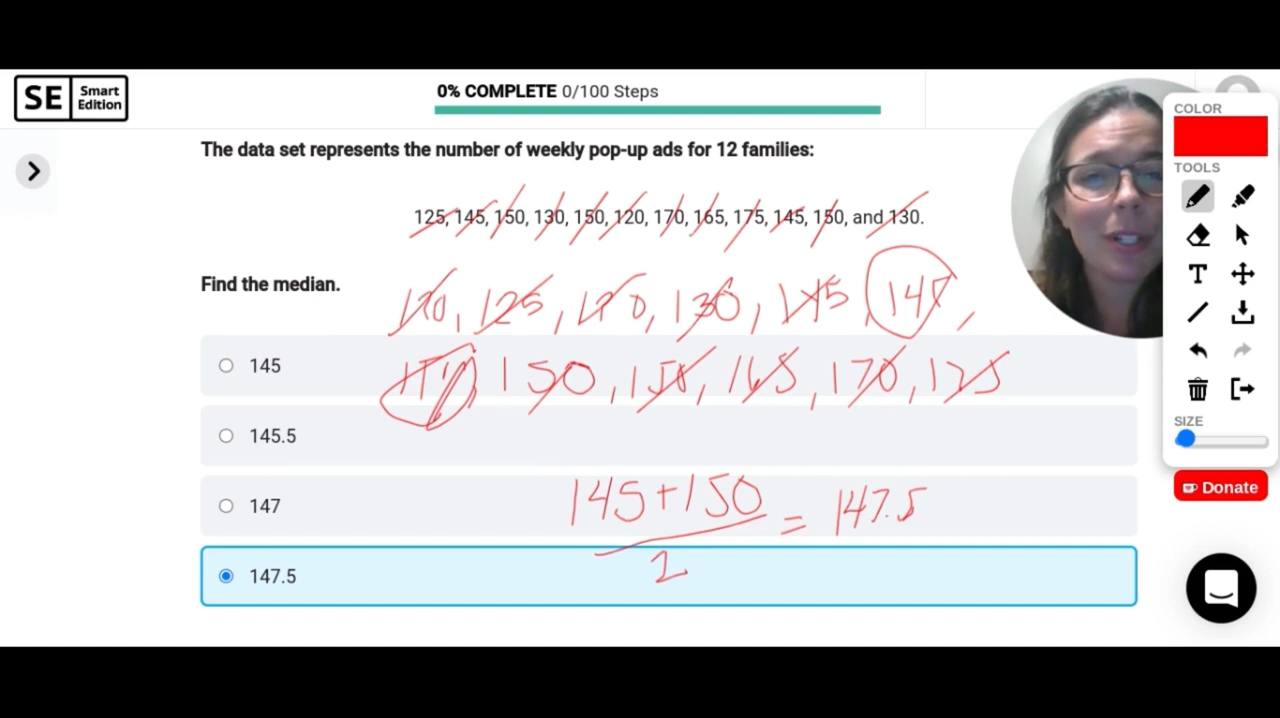 SE Smart Edition
0% COMPLETE 0/100 Steps
COLOR
TOOLS
T
SIZE
Donate
The data set represents the number of weekly pop-up ads for 12 families:
125, 145, 150, 130, 150, 120, 170, 165, 175, 145, 150, and 130.
Find the median.
120, 125, 130, 130, 145, 145,
150, 150, 150, 165, 170, 175
145
145.5
147
147.5
145+150
2
= 147.5